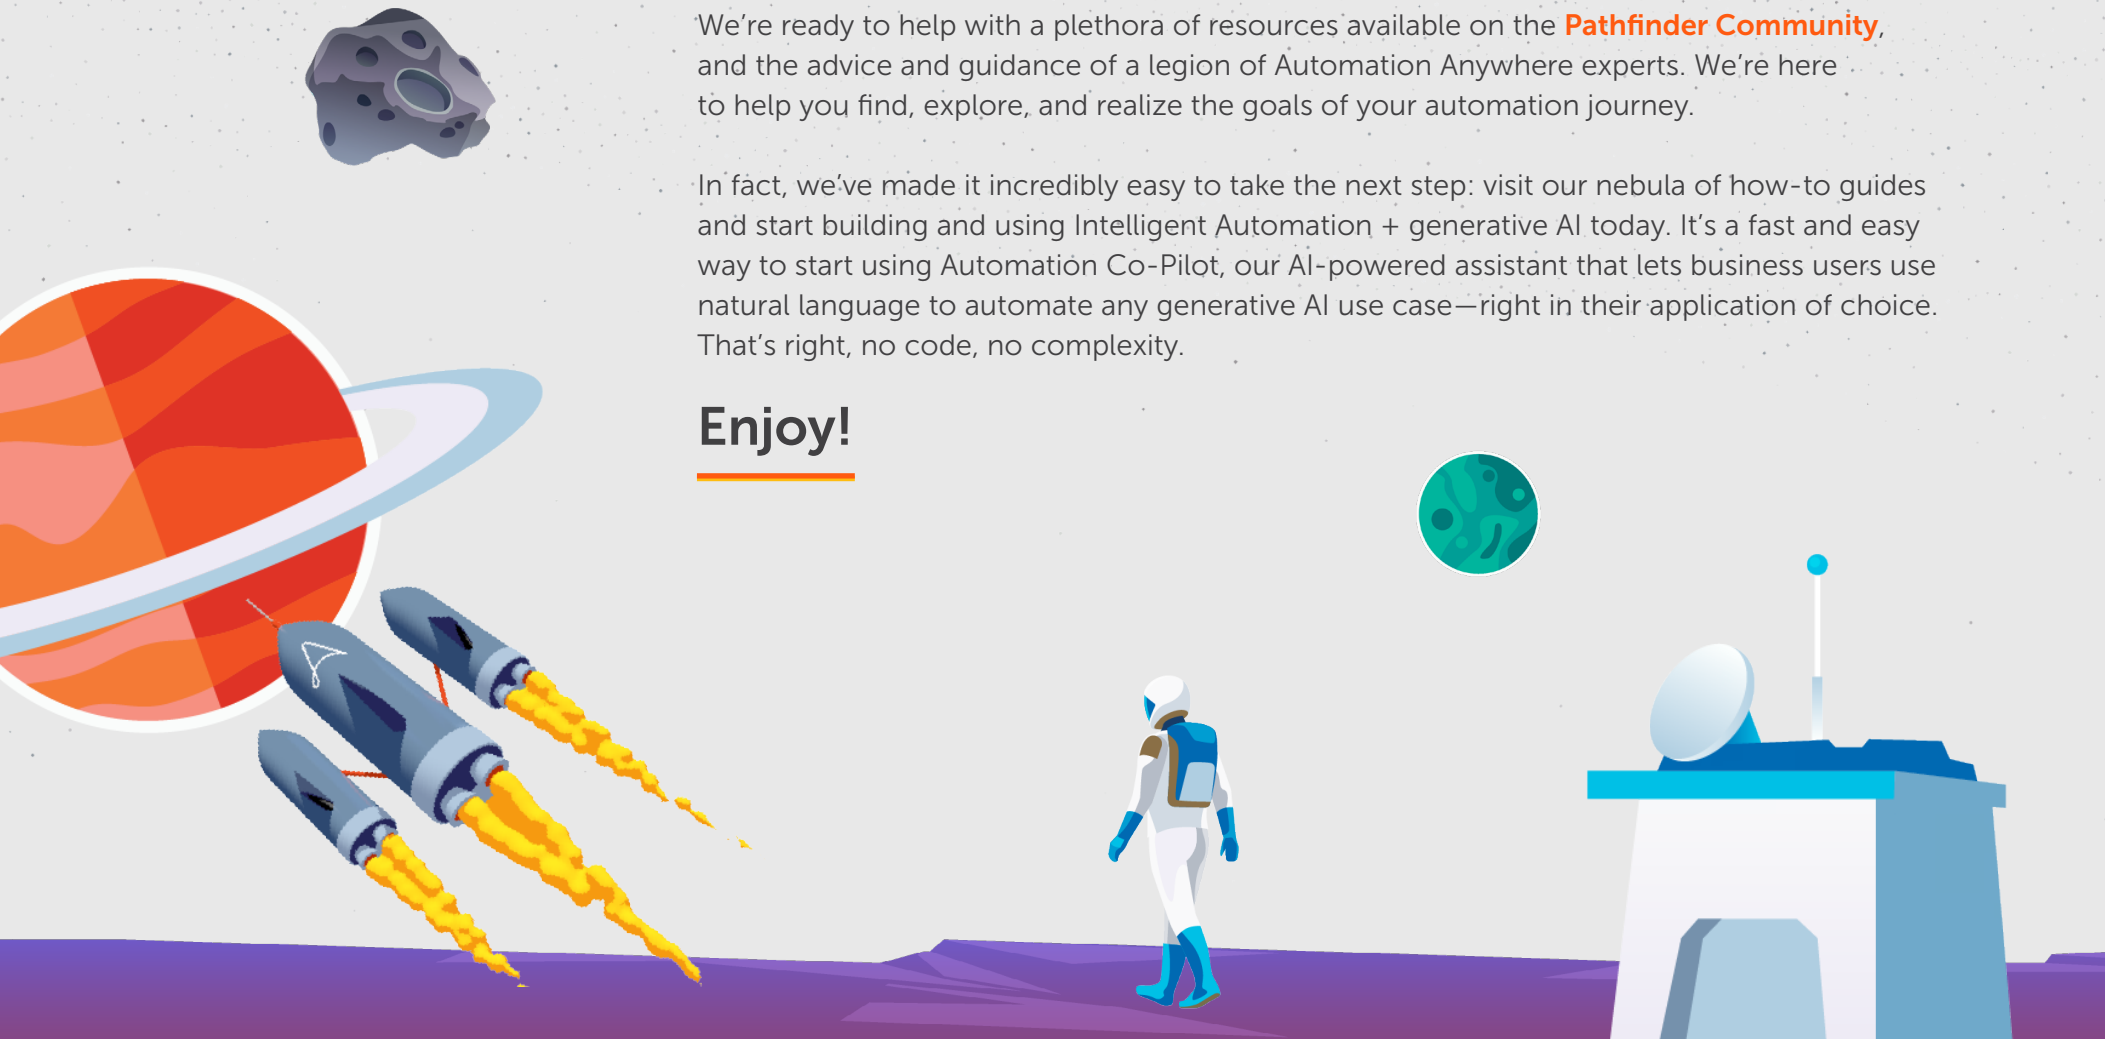 We’re ready to help with a plethora of resources available on the Pathfinder Community,
and the advice and guidance of a legion of Automation Anywhere experts. We’re here
to help you find, explore, and realize the goals of your automation journey.
In fact, we’ve made it incredibly easy to take the next step: visit our nebula of how-to guides
and start building and using Intelligent Automation + generative AI today. It’s a fast and easy
way to start using Automation Co-Pilot, our AI-powered assistant that lets business users use
natural language to automate any generative AI use case—right in their application of choice.
That’s right, no code, no complexity.
Enjoy!